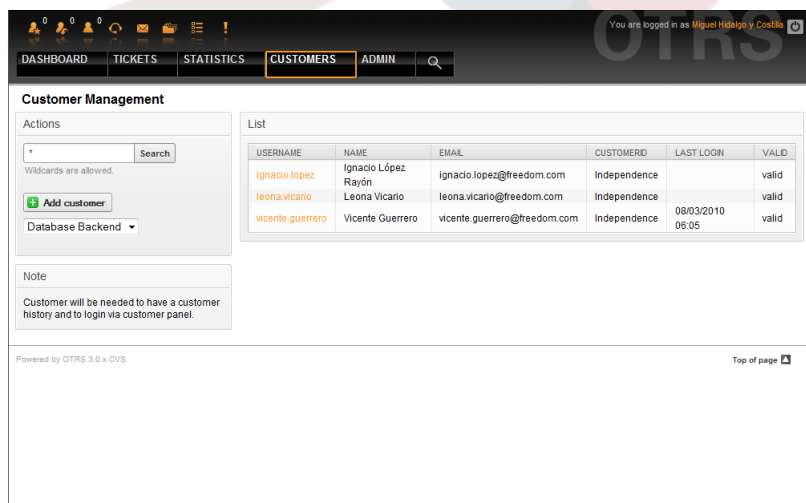 0 0 0
You are logged in as Miguel Hidalgo y Costilla
OTRS
DASHBOARD TICKETS STATISTICS CUSTOMERS ADMIN
Customer Management
Actions
* Search
Wildcards are allowed.
Add customer
Database Backend
Note
Customer will be needed to have a customer
history and to login via customer panel.
List
USERNAME NAME EMAIL CUSTOMERID LAST LOGIN VALID
ignacio.lopez Ignacio López Rayón ignacio.lopez@freedom.com Independence valid
leona.vicario Leona Vicario leona.vicario@freedom.com Independence valid
vicente.guerrero Vicente Guerrero vicente.guerrero@freedom.com Independence 08/03/2010 06:05 valid
Powered by OTRS 3.0.x CVS
Top of page